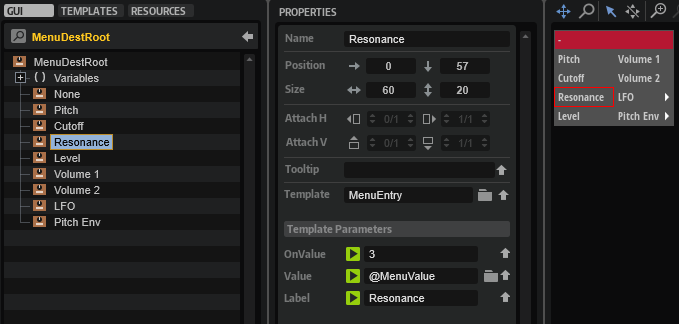 GUI TEMPLATES RESOURCES
MenuDestRoot
MenuDestRoot
( ) Variables
None
Pitch
Cutoff
Resonance
Level
Volume 1
Volume 2
LFO
Pitch Env
PROPERTIES
Name Resonance
Position 0 57
Size 60 20
Attach H 0/1 1/1
Attach V 0/1 1/1
Tooltip
Template MenuEntry
Template Parameters
OnValue 3
Value @MenuValue
Label Resonance
-
Pitch Volume 1
Cutoff Volume 2
Resonance LFO
Level Pitch Env